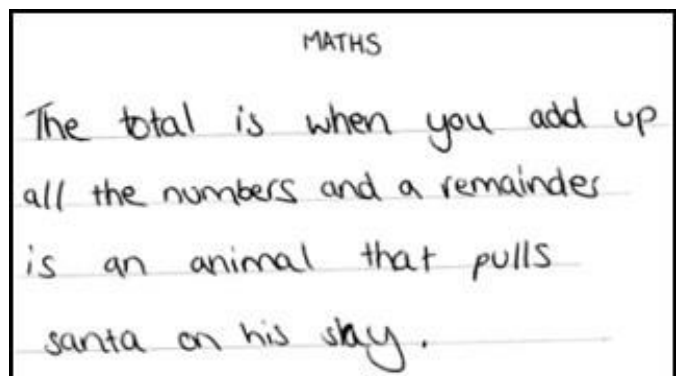 MATHS
The total is when you add up
all the numbers and a remainder
is an animal that pulls
santa on his slay.